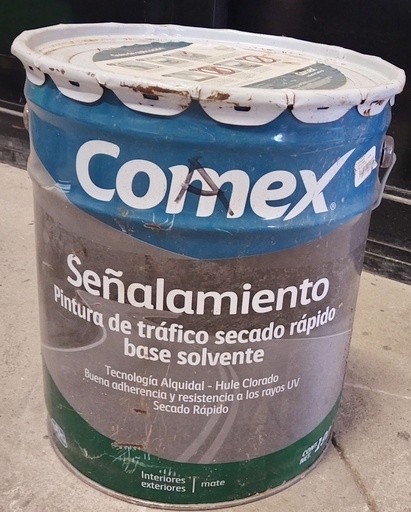 Comex
Señalamiento
Pintura de tráfico secado rápido
base solvente
Tecnología Alquidal - Hule Clorado
Buena adherencia y resistencia a los rayos UV
Secado Rápido
Interiores
exteriores
mate